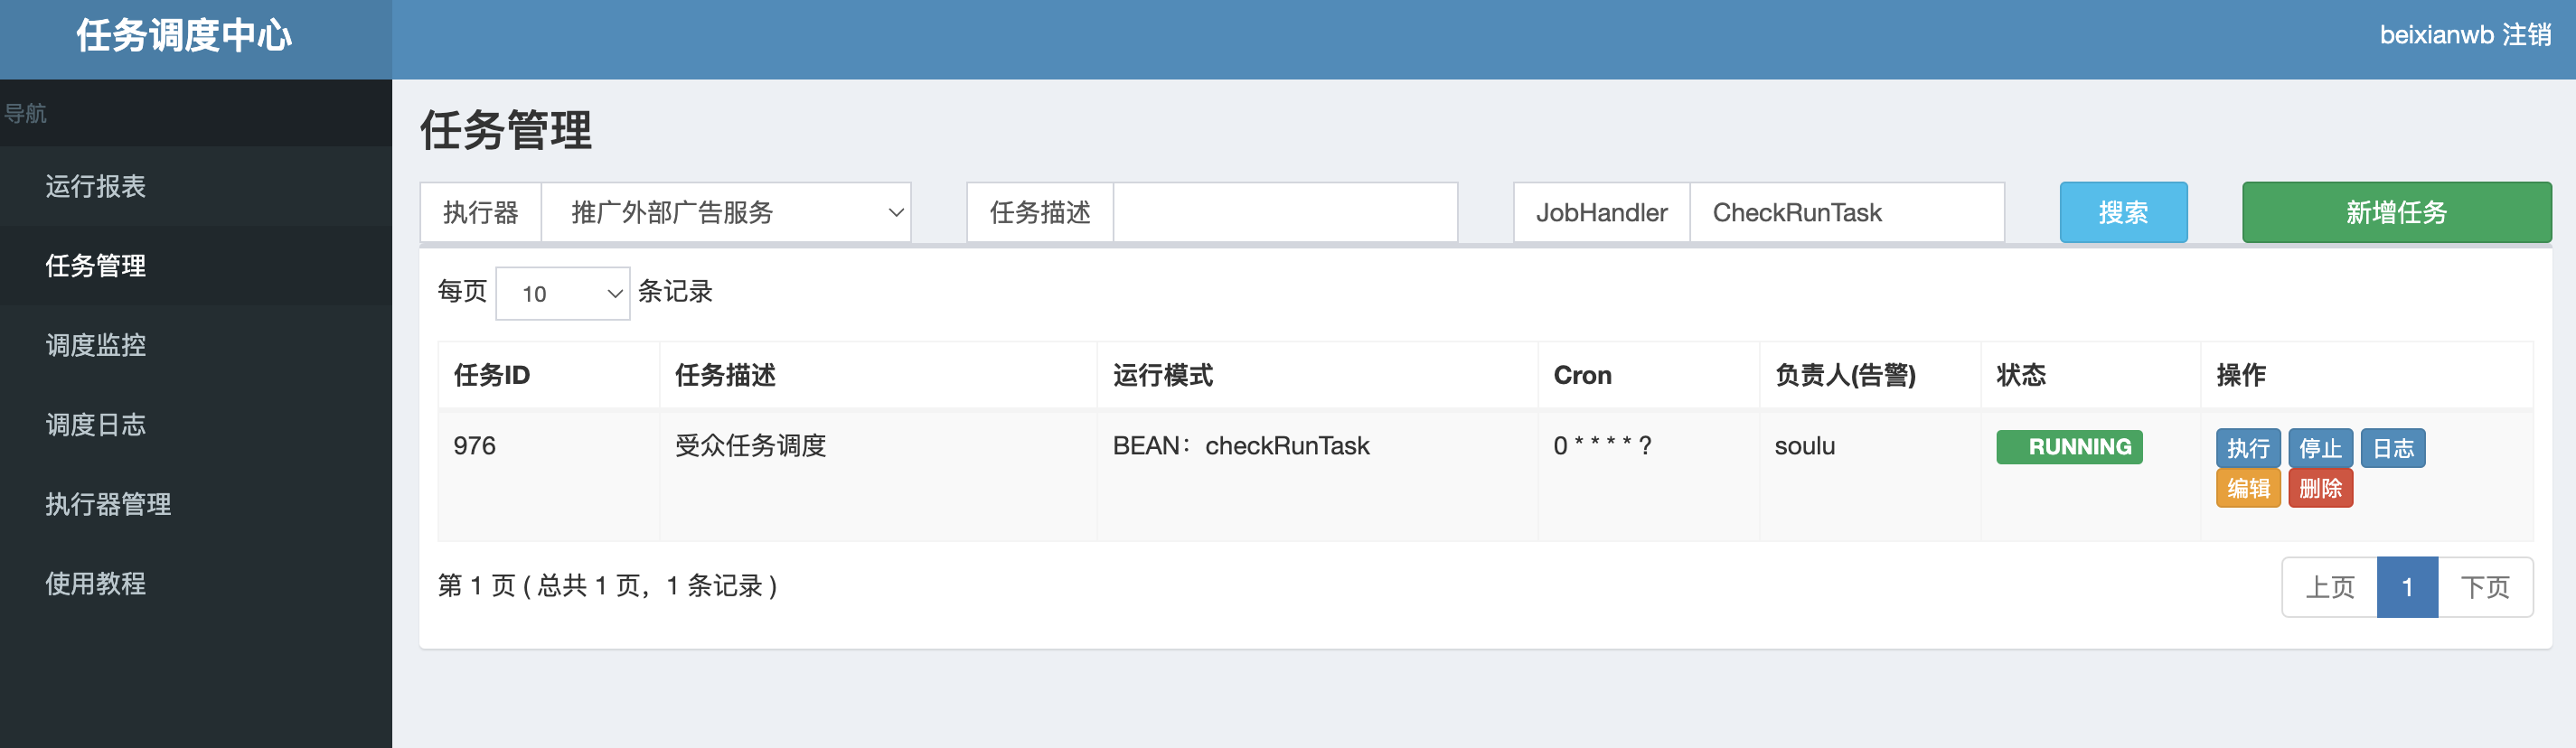 任务调度中心
beixianwb 注销
导航
运行报表
任务管理
调度监控
调度日志
执行器管理
使用教程
任务管理
执行器 推广外部广告服务 任务描述 JobHandler CheckRunTask 搜索 新增任务
每页 10 条记录
任务ID 任务描述 运行模式 Cron 负责人(告警) 状态 操作
976 受众任务调度 BEAN：checkRunTask 0 * * * * ? soulu RUNNING 执行 停止 日志
编辑 删除
第 1 页 ( 总共 1 页，1 条记录 ) 上页 1 下页